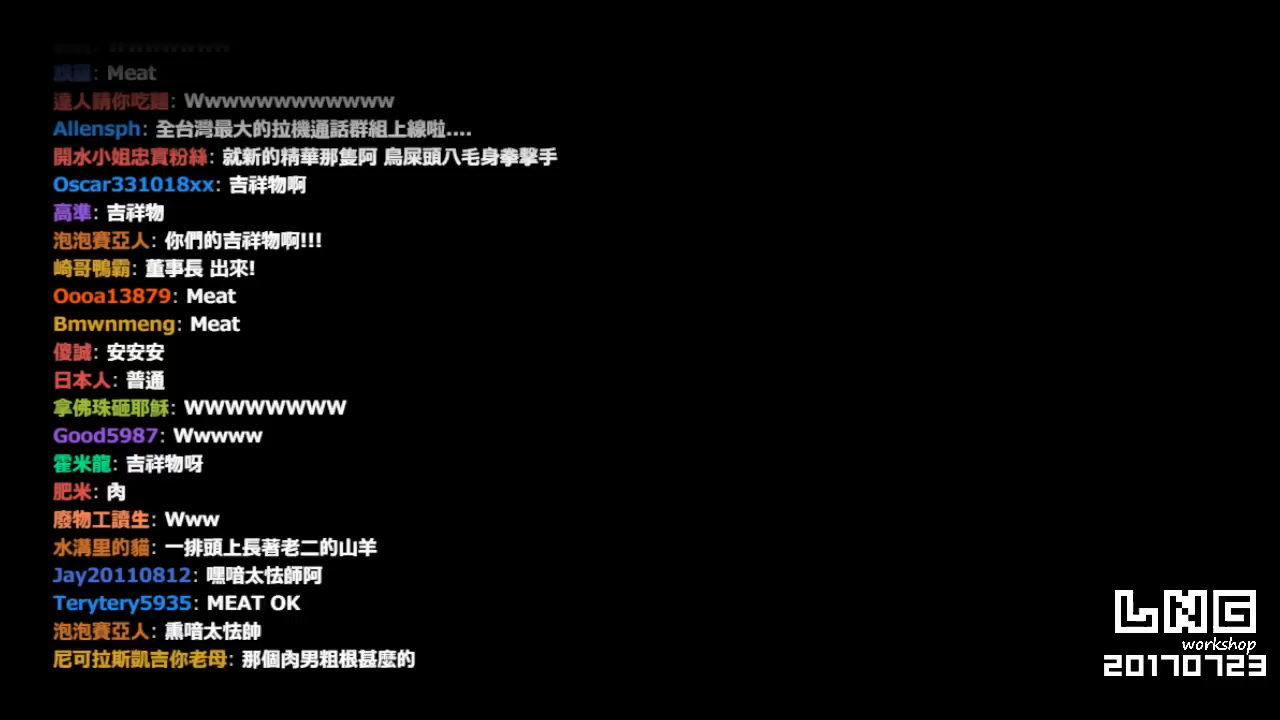 : Meat
達人請你吃麵: Wwwwwwwwwwww
Allensph: 全台灣最大的拉機通話群組上線啦....
開水小姐忠實粉絲: 就新的精華那隻阿 鳥屎頭八毛身拳擊手
Oscar331018xx: 吉祥物啊
高準: 吉祥物
泡泡賽亞人: 你們的吉祥物啊!!!
崎哥鴨霸: 董事長 出來!
Oooa13879: Meat
Bmwnmeng: Meat
傻誠: 安安安
日本人: 普通
拿佛珠砸耶穌: WWWWWWWW
Good5987: Wwwww
霍米龍: 吉祥物呀
肥米: 肉
廢物工讀生: Www
水溝里的貓: 一排頭上長著老二的山羊
Jay20110812: 嘿暗太怯師阿
Terytery5935: MEAT OK
泡泡賽亞人: 熏暗太怯帥
尼可拉斯凱吉你老母: 那個肉男粗根甚麼的
LNG
workshop
20170723